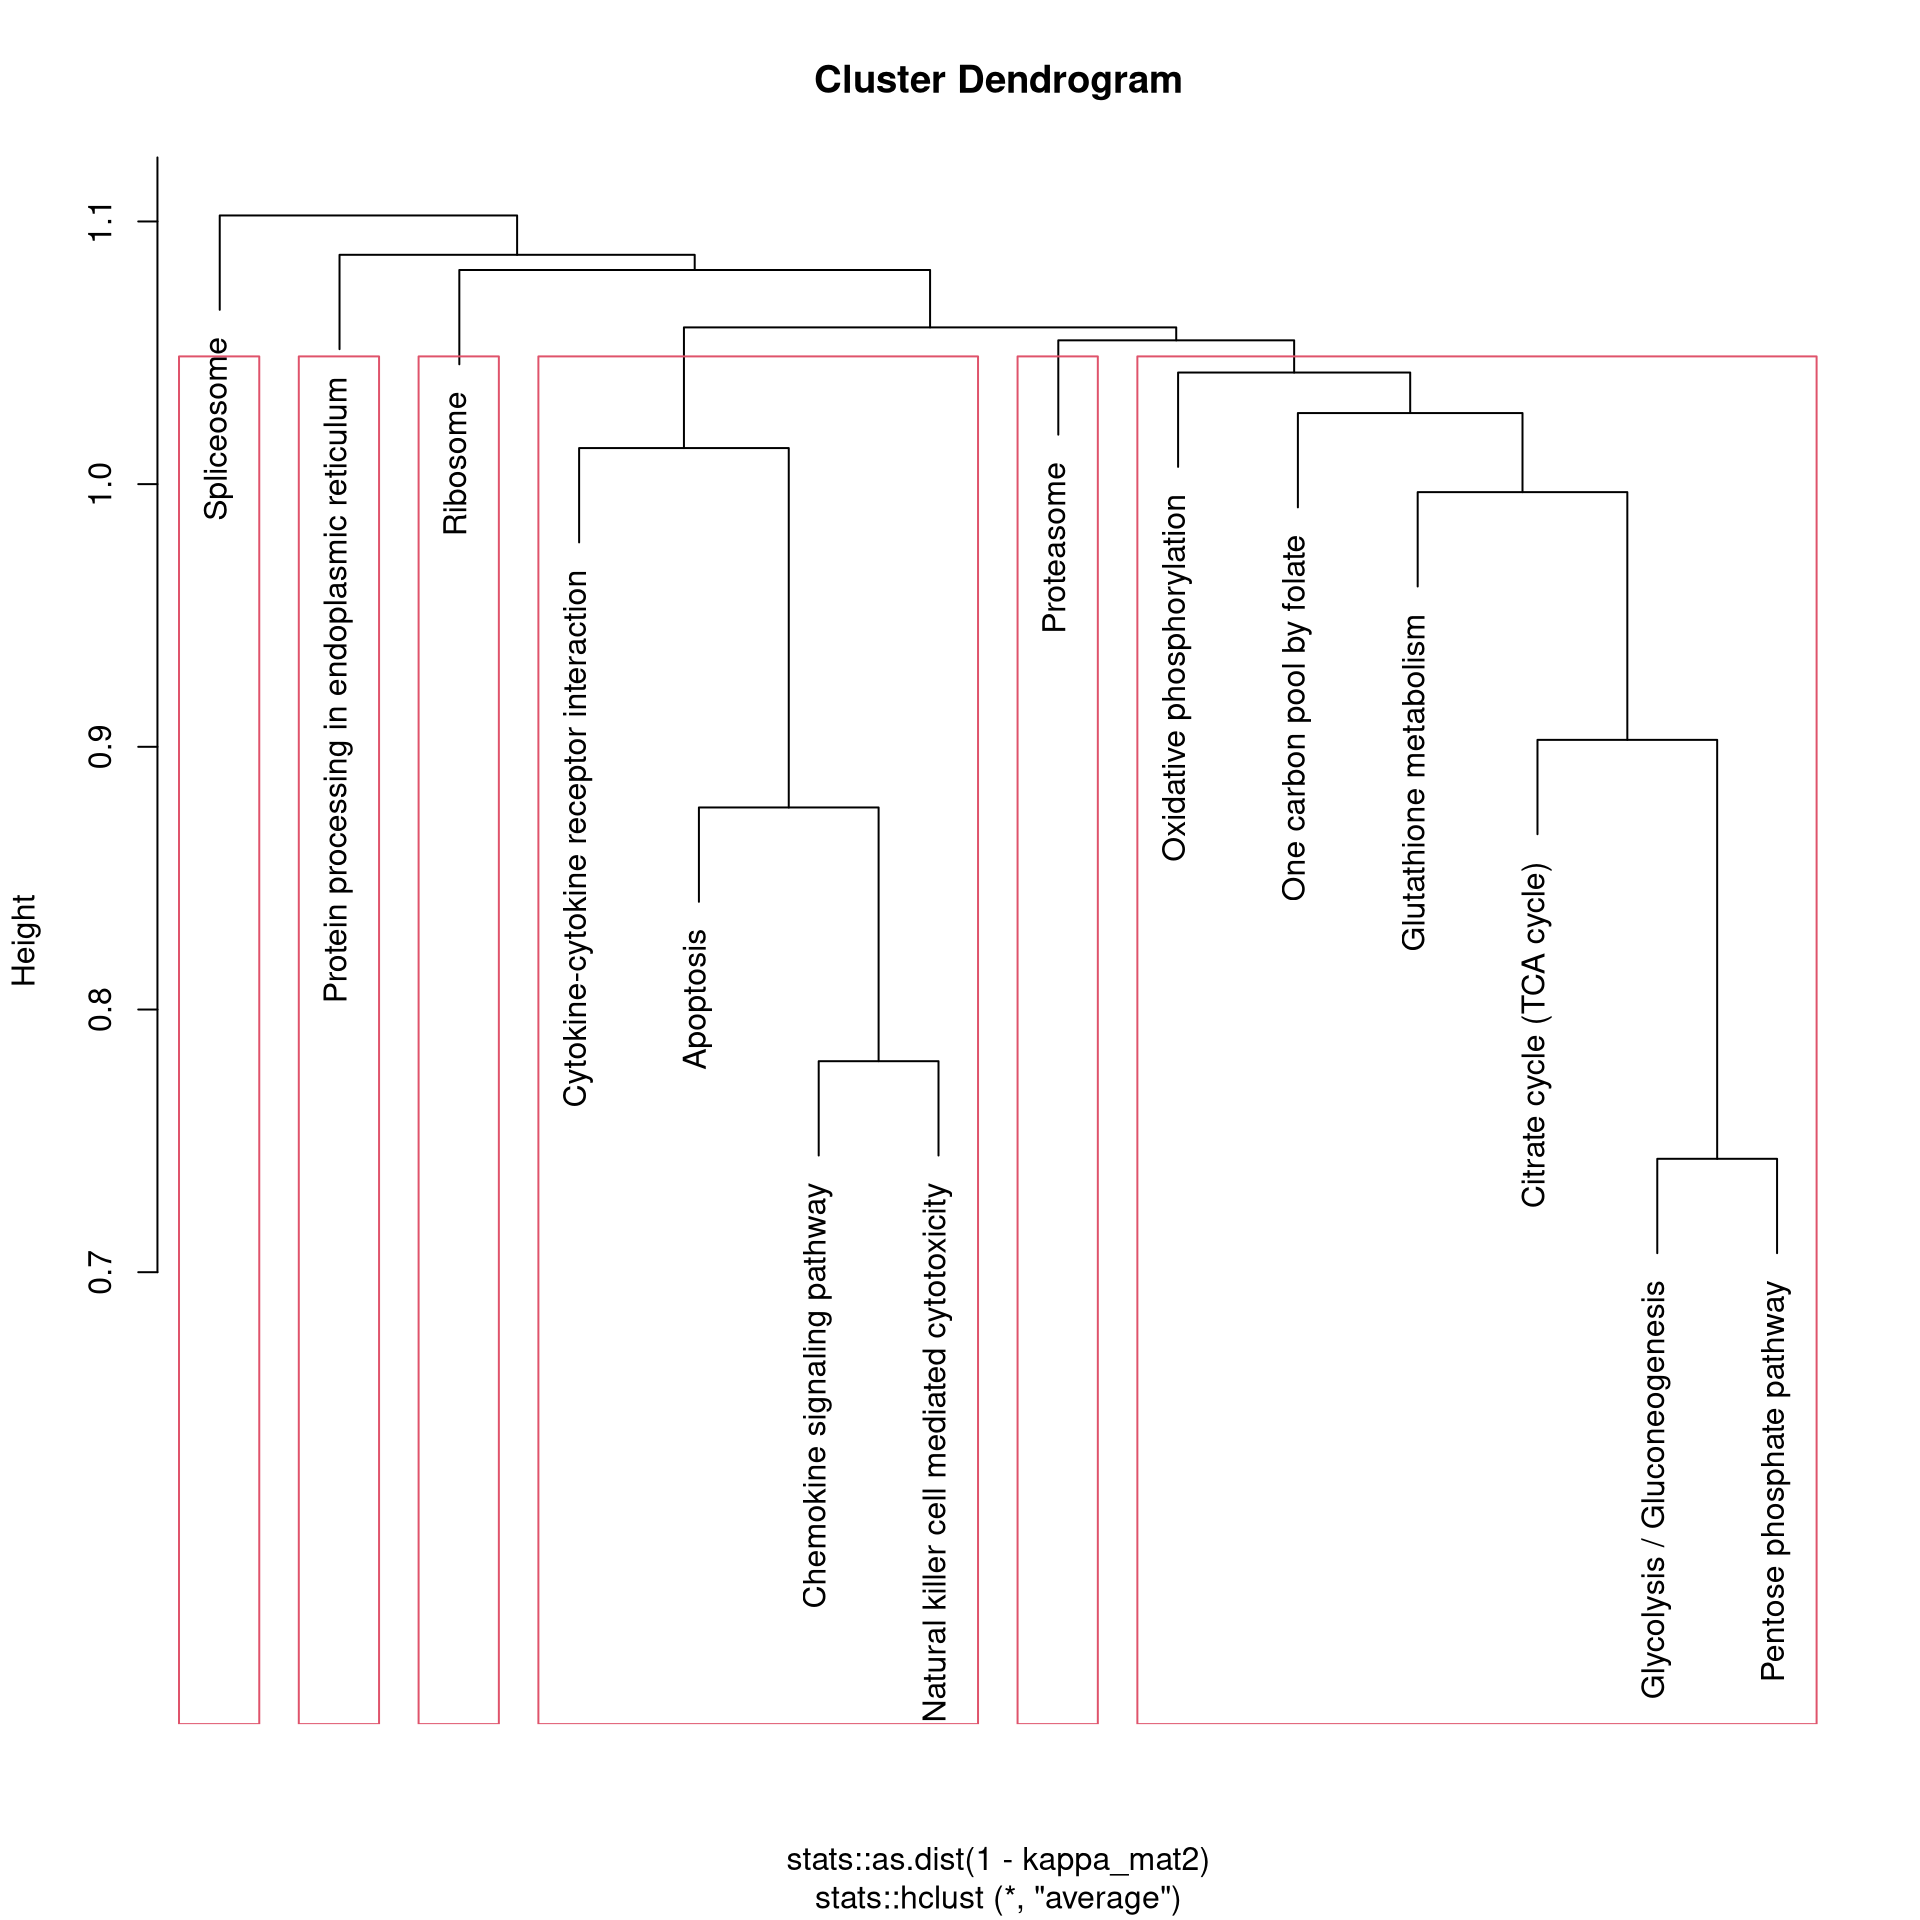 Cluster Dendrogram
Height
1.1
1.0
0.9
0.8
0.7
Spliceosome
Protein processing in endoplasmic reticulum
Ribosome
Cytokine-cytokine receptor interaction
Apoptosis
Chemokine signaling pathway
Natural killer cell mediated cytotoxicity
Proteasome
Oxidative phosphorylation
One carbon pool by folate
Glutathione metabolism
Citrate cycle (TCA cycle)
Glycolysis / Gluconeogenesis
Pentose phosphate pathway
stats::as.dist(1 - kappa_mat2)
stats::hclust (*, "average")